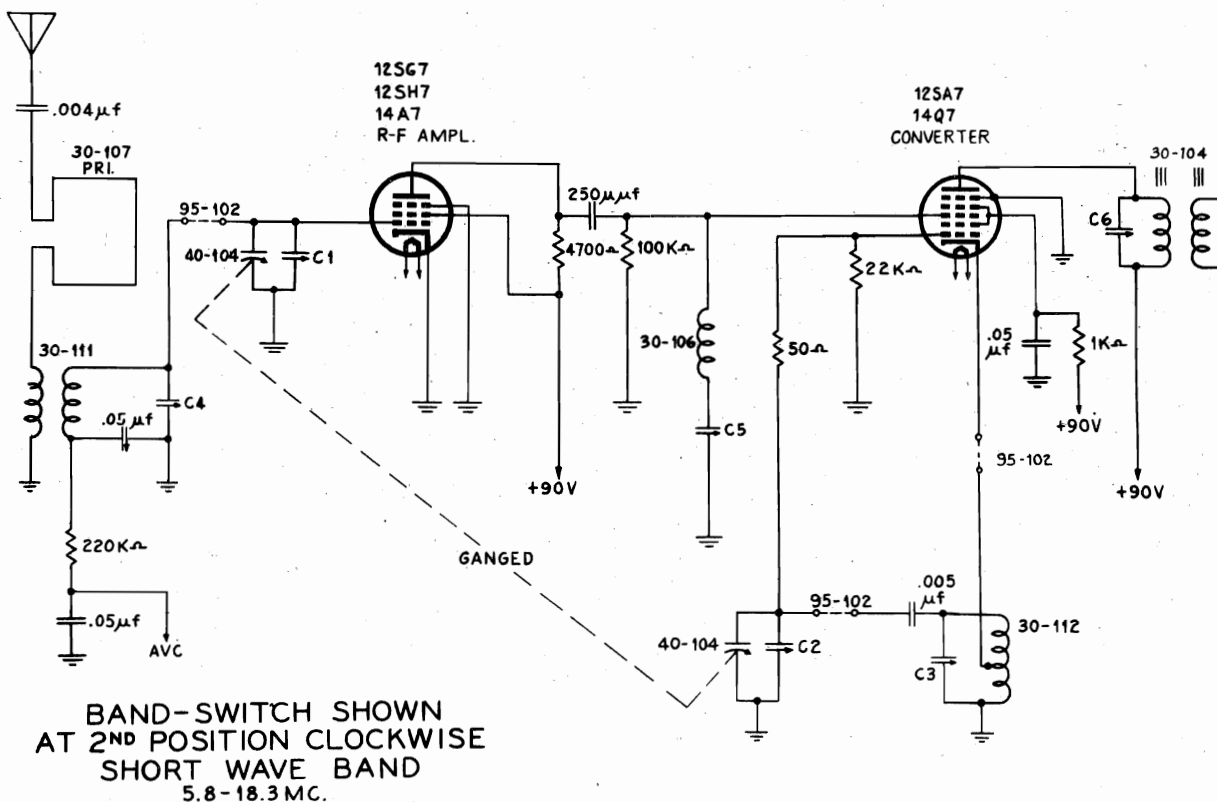 .004μf
30-107
PRI.
95-102
40-104
C1
30-111
C4
.05μf
220KΩ
.05μf
AVC
12SG7
12SH7
14A7
R-F AMPL.
250μμf
4700Ω
100KΩ
+90V
30-106
C5
GANGED
12SA7
14Q7
CONVERTER
22KΩ
50Ω
.05
μf
1KΩ
+90V
95-102
30-104
C6
+90V
40-104
C2
95-102
.005
μf
C3
30-112
BAND-SWITCH SHOWN
AT 2ND POSITION CLOCKWISE
SHORT WAVE BAND
5.8-18.3 MC.